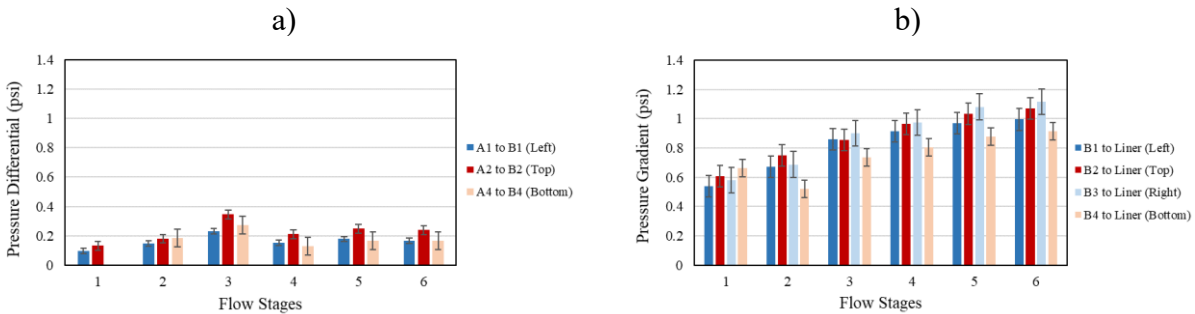 a)
1.4
1.2
1
0.8
0.6
0.4
0.2
0
Pressure Differential (psi)
1 2 3 4 5 6
Flow Stages
A1 to B1 (Left)
A2 to B2 (Top)
A4 to B4 (Bottom)
b)
1.4
1.2
1
0.8
0.6
0.4
0.2
0
Pressure Gradient (psi)
1 2 3 4 5 6
Flow Stages
B1 to Liner (Left)
B2 to Liner (Top)
B3 to Liner (Right)
B4 to Liner (Bottom)